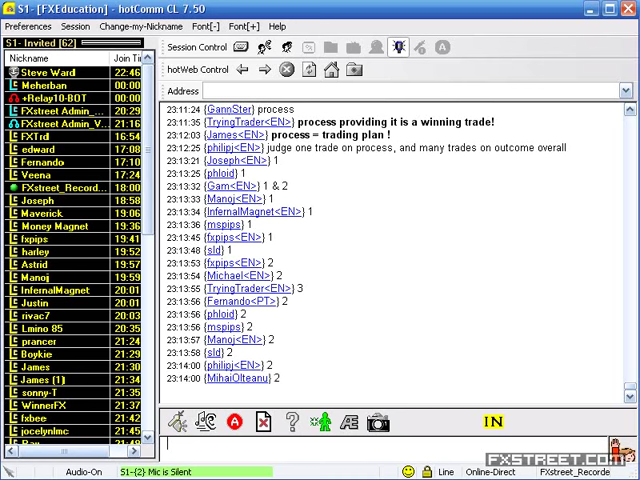 S1- [FXEducation] - hotComm CL 7.50
Preferences Session Change-my-Nickname Font[-] Font[+] Help
S1- Invited [62]
Nickname Join Ti
Steve Ward 22:46
Meherban 00:00
+Relay10-BOT 00:00
FXstreet Admin_ 20:29
FXstreet Admin_V... 21:16
FXTrd 16:54
edward 17:08
Fernando 17:10
Veena 17:24
FXstreet_Record... 18:00
Joseph 18:58
Maverick 19:06
Money Magnet 19:36
fxpips 19:41
harley 19:52
Astrid 19:57
Manoj 19:59
InfernalMagnet 20:01
Justin 20:01
rivac7 20:03
Lmino 85 20:35
prancer 21:24
Boykie 21:29
James 21:30
James (1) 21:34
sonny-T 21:35
WinnerFX 21:37
fxbee 21:42
jocelynlmc 21:45
Session Control
hotWeb Control
Address
23:11:24 {GannSter} process
23:11:35 {TryingTrader<EN>} process providing it is a winning trade!
23:12:03 {James<EN>} process = trading plan !
23:12:25 {philipj<EN>} judge one trade on process, and many trades on outcome overall
23:13:21 {Joseph<EN>} 1
23:13:25 {phloid} 1
23:13:32 {Gam<EN>} 1 & 2
23:13:33 {Manoj<EN>} 1
23:13:34 {InfernalMagnet<EN>} 1
23:13:36 {mspips} 1
23:13:45 {fxpips<EN>} 1
23:13:48 {sld} 1
23:13:53 {fxpips<EN>} 2
23:13:54 {Michael<EN>} 2
23:13:55 {TryingTrader<EN>} 3
23:13:56 {Fernando<PT>} 2
23:13:56 {phloid} 2
23:13:56 {mspips} 2
23:13:57 {Manoj<EN>} 2
23:13:58 {sld} 2
23:14:00 {philipj<EN>} 2
23:14:00 {MihaiOlteanu} 2
IN
FXSTREET.COM
Audio-On S1-{2} Mic is Silent Line Online-Direct FXstreet_Recorde